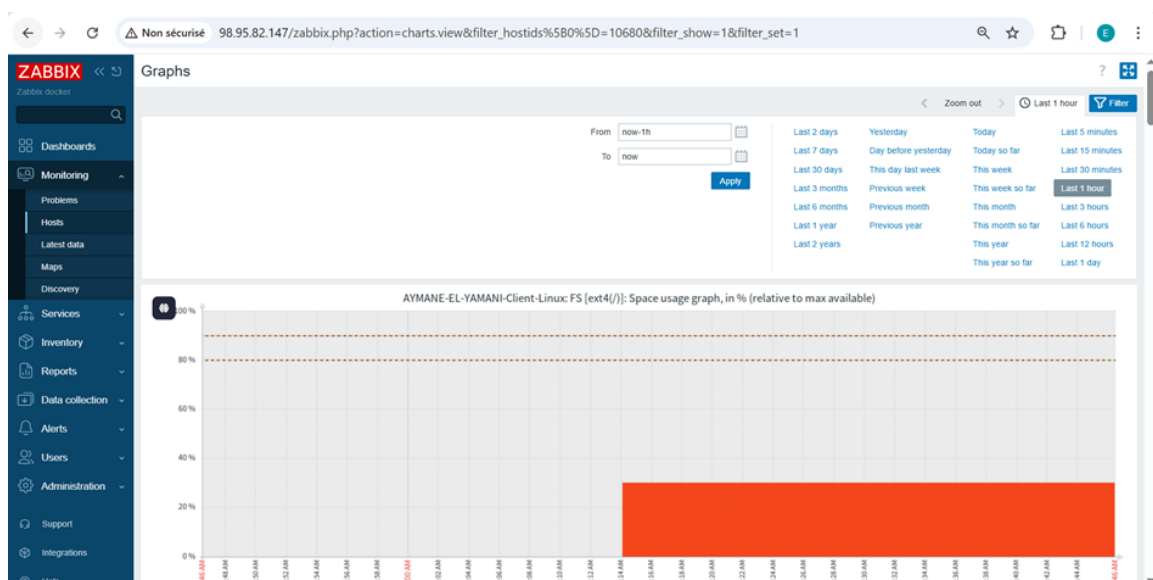 Non sécurisé 98.95.82.147/zabbix.php?action=charts.view&filter_hostids%5B0%5D=10680&filter_show=1&filter_set=1
E
ZABBIX
Zabbix docker
Dashboards
Monitoring
Problems
Hosts
Latest data
Maps
Discovery
Services
Inventory
Reports
Data collection
Alerts
Users
Administration
Support
Integrations
Graphs
?
Zoom out
Last 1 hour
Filter
From now-1h
To now
Apply
Last 2 days Yesterday Today Last 5 minutes
Last 7 days Day before yesterday Today so far Last 15 minutes
Last 30 days This day last week This week Last 30 minutes
Last 3 months Previous week This week so far Last 1 hour
Last 6 months Previous month This month Last 3 hours
Last 1 year Previous year This month so far Last 6 hours
Last 2 years This year Last 12 hours
This year so far Last 1 day
AYMANE-EL-YAMANI-Client-Linux: FS [ext4(/)]: Space usage graph, in % (relative to max available)
100 %
80 %
60 %
40 %
20 %
0 %